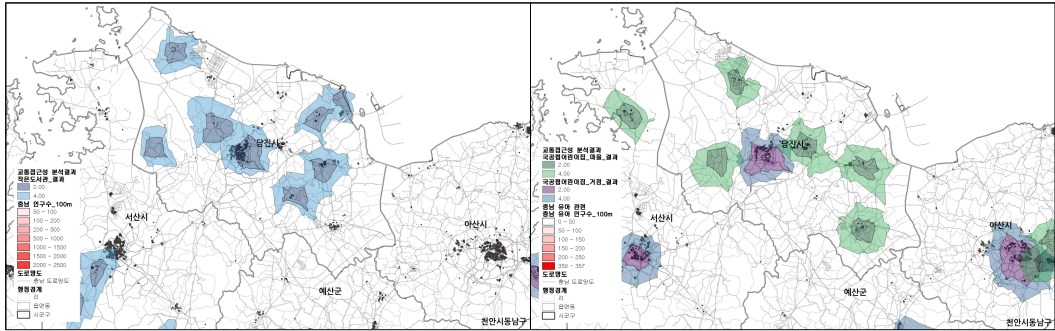 당진시
서산시
아산시
예산군
천안시동남구
교통접근성 분석결과
작은도서관_결과
2.00
4.00
충남 인구수_100m
50 - 100
100 - 200
200 - 500
500 - 1000
1000 - 1500
1500 - 2000
2000 - 2500
도로망도
충남 도로망도
행정경계
리
읍면동
시군구
당진시
서산시
아산시
예산군
천안시동남구
교통접근성 분석결과
국공립어린이집_마을_결과
2.00
4.00
국공립어린이집_거점_결과
2.00
4.00
충남 유아 관련
충남 유아 인구수_100m
0 - 50
50 - 100
100 - 150
150 - 200
200 - 250
350 - 357
도로망도
충남 도로망도
행정경계
리
읍면동
시군구